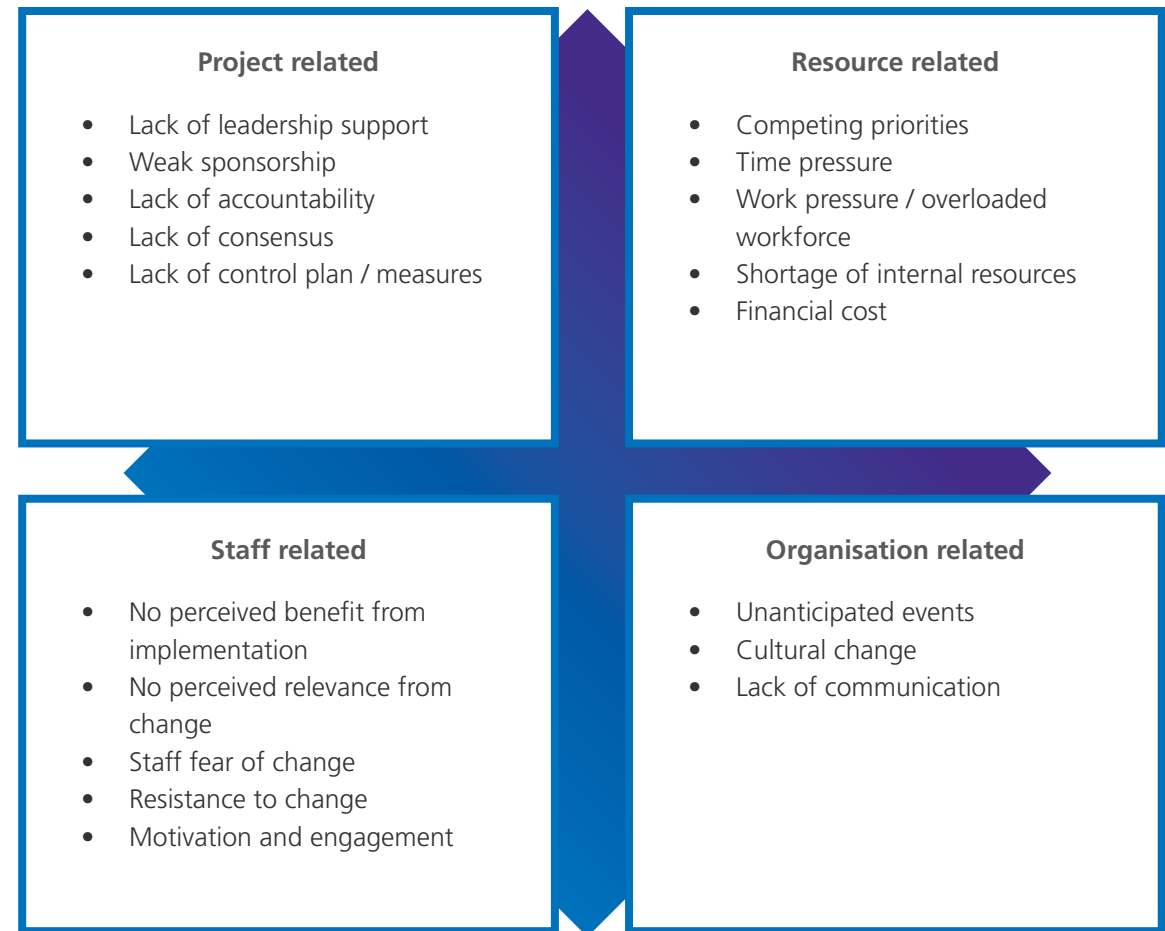 Project related
• Lack of leadership support
• Weak sponsorship
• Lack of accountability
• Lack of consensus
• Lack of control plan / measures
Resource related
• Competing priorities
• Time pressure
• Work pressure / overloaded
workforce
• Shortage of internal resources
• Financial cost
Staff related
• No perceived benefit from
implementation
• No perceived relevance from
change
• Staff fear of change
• Resistance to change
• Motivation and engagement
Organisation related
• Unanticipated events
• Cultural change
• Lack of communication